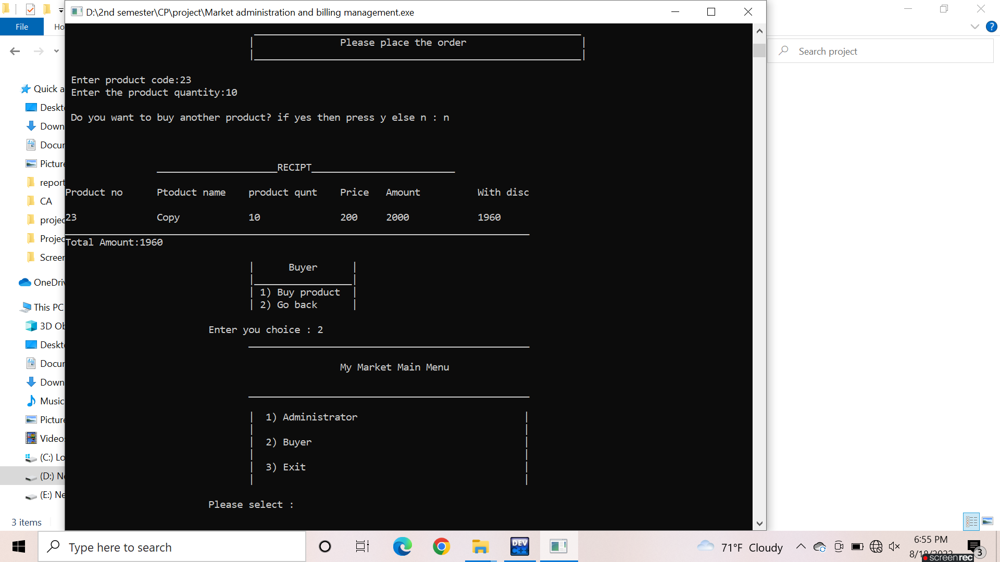 D:\2nd semester\CP\project\Market administration and billing management.exe
File
Ho
Search project
Please place the order
Enter product code:23
Enter the product quantity:10
Do you want to buy another product? if yes then press y else n : n
RECIPT
Product no Ptoduct name product qunt Price Amount With disc
23 Copy 10 200 2000 1960
Total Amount:1960
Buyer
1) Buy product
2) Go back
Enter you choice : 2
My Market Main Menu
1) Administrator
2) Buyer
3) Exit
Please select :
Quick a
Deskt
Down
Docur
Picture
report
CA
projec
Projec
Screer
OneDriv
This PC
3D Ob
Deskt
Docur
Down
Music
Picture
Videos
(C:) Lo
(D:) Ne
(E:) Ne
3 items
Type here to search
DEV
C++
71°F Cloudy
6:55 PM
3
screenrec